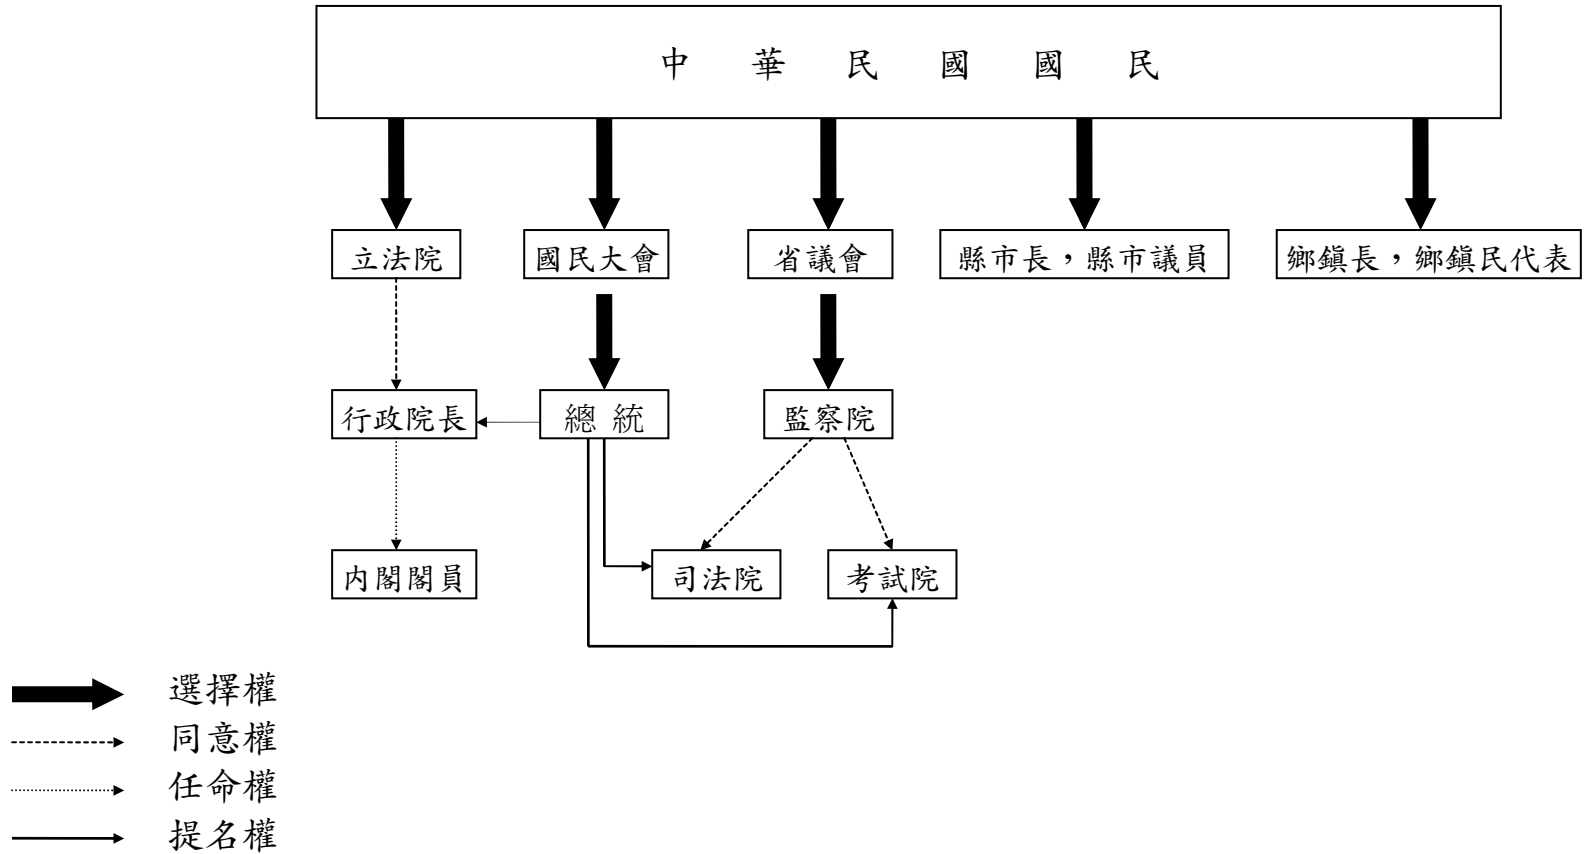 中華民國國民
立法院
國民大會
省議會
縣市長，縣市議員
鄉鎮長，鄉鎮民代表
行政院長
總統
監察院
內閣閣員
司法院
考試院
選擇權
同意權
任命權
提名權